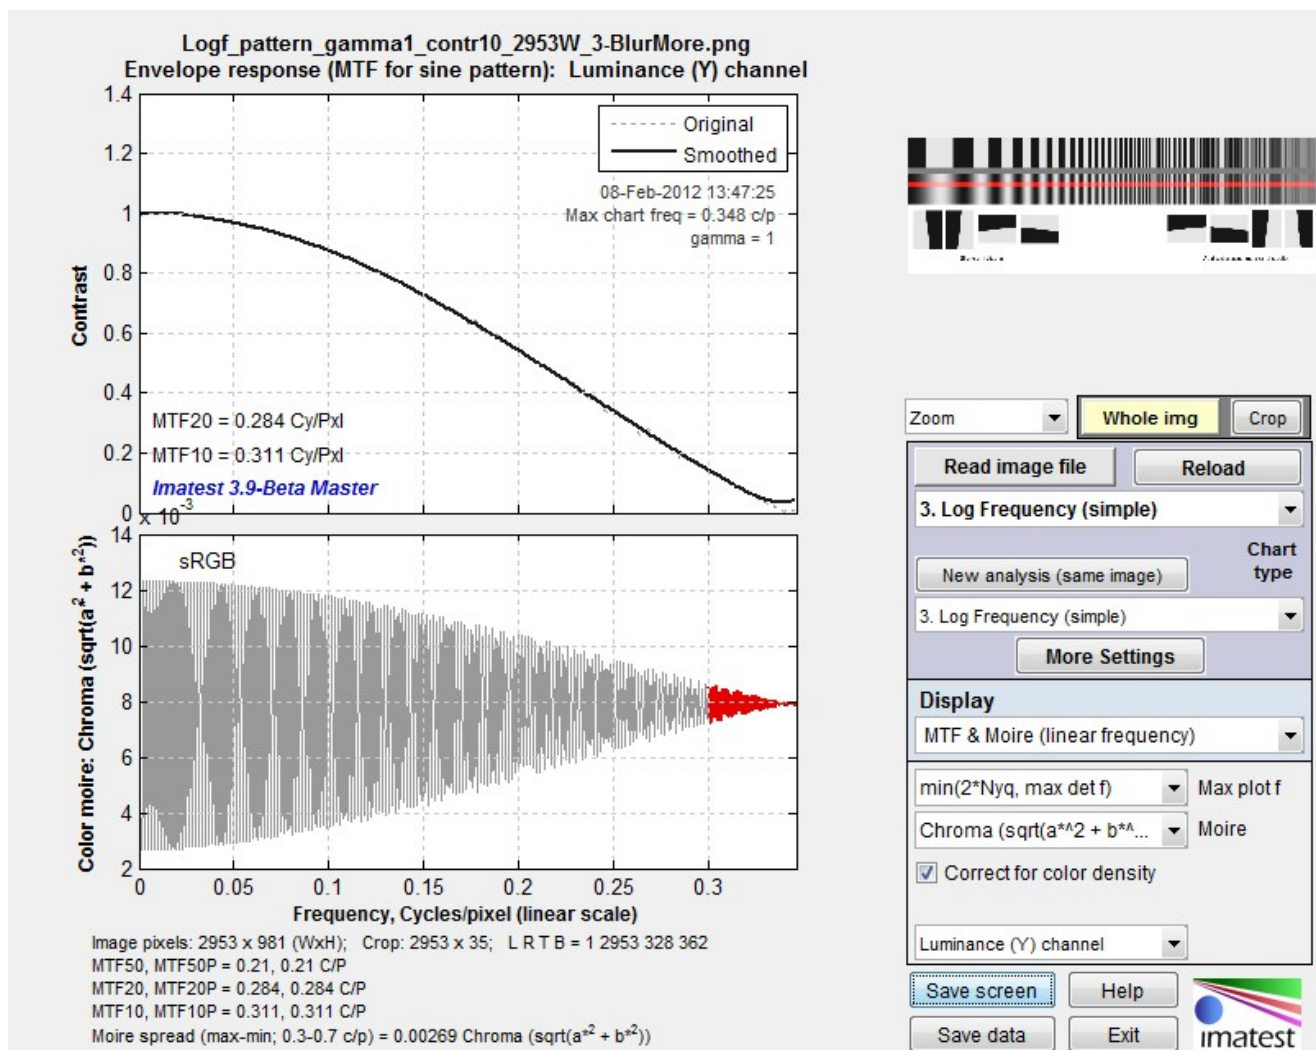 Logf_pattern_gamma1_contr10_2953W_3-BlurMore.png
Envelope response (MTF for sine pattern):  Luminance (Y) channel
1.4
1.2
1
0.8
0.6
0.4
0.2
0
Contrast
Original
Smoothed
08-Feb-2012 13:47:25
Max chart freq = 0.348 c/p
gamma = 1
MTF20 = 0.284 Cy/Pxl
MTF10 = 0.311 Cy/Pxl
Imatest 3.9-Beta Master
x 10^-3
14
12
10
8
6
4
2
Color moire: Chroma (sqrt(a*^2 + b*^2))
sRGB
0
0.05
0.1
0.15
0.2
0.25
0.3
Frequency, Cycles/pixel (linear scale)
Image pixels: 2953 x 981 (WxH);   Crop: 2953 x 35;   L R T B = 1 2953 328 362
MTF50, MTF50P = 0.21, 0.21 C/P
MTF20, MTF20P = 0.284, 0.284 C/P
MTF10, MTF10P = 0.311, 0.311 C/P
Moire spread (max-min; 0.3-0.7 c/p) = 0.00269 Chroma (sqrt(a*^2 + b*^2))
Zoom
Whole img
Crop
Read image file
Reload
3. Log Frequency (simple)
Chart type
New analysis (same image)
3. Log Frequency (simple)
More Settings
Display
MTF & Moire (linear frequency)
min(2*Nyq, max det f)
Max plot f
Chroma (sqrt(a*^2 + b*^...
Moire
Correct for color density
Luminance (Y) channel
Save screen
Help
Save data
Exit
imatest